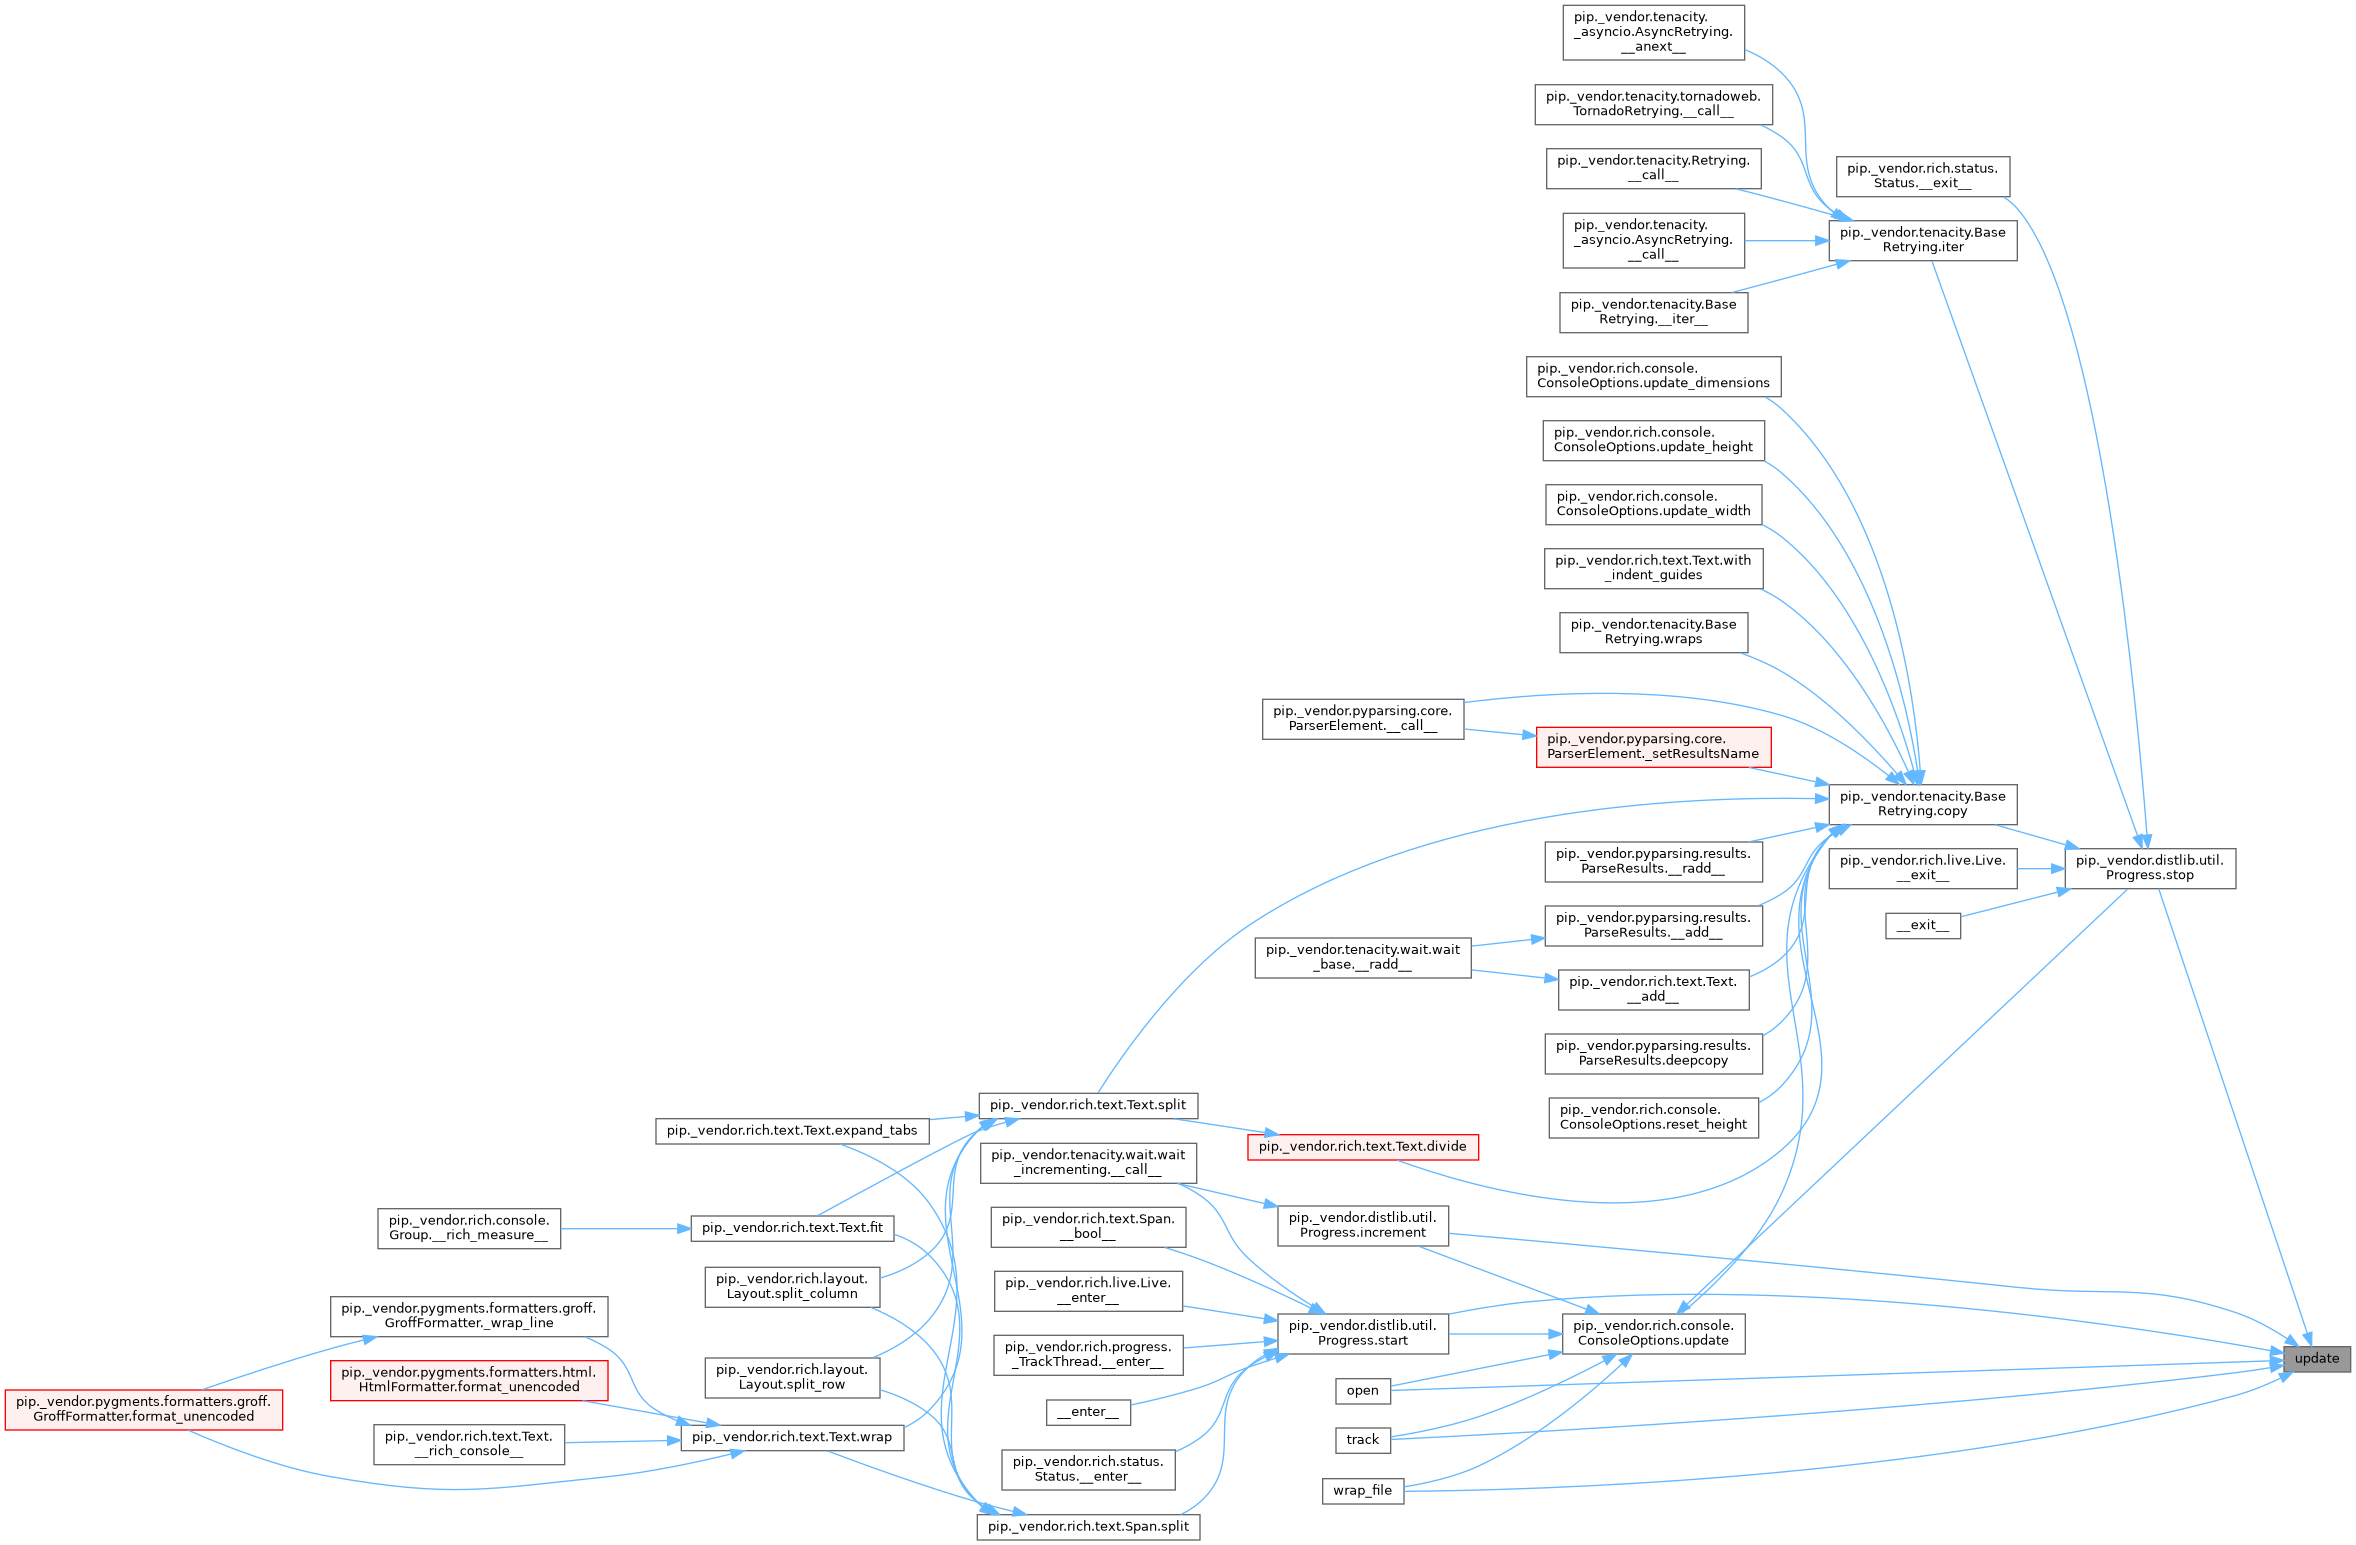 pip._vendor.tenacity.
_asyncio.AsyncRetrying.
__anext__
pip._vendor.tenacity.tornadoweb.
TornadoRetrying.__call__
pip._vendor.tenacity.Retrying.
__call__
pip._vendor.rich.status.
Status.__exit__
pip._vendor.tenacity.
_asyncio.AsyncRetrying.
__call__
pip._vendor.tenacity.Base
Retrying.iter
pip._vendor.tenacity.Base
Retrying.__iter__
pip._vendor.rich.console.
ConsoleOptions.update_dimensions
pip._vendor.rich.console.
ConsoleOptions.update_height
pip._vendor.rich.console.
ConsoleOptions.update_width
pip._vendor.rich.text.Text.with
_indent_guides
pip._vendor.tenacity.Base
Retrying.wraps
pip._vendor.pyparsing.core.
ParserElement.__call__
pip._vendor.pyparsing.core.
ParserElement._setResultsName
pip._vendor.tenacity.Base
Retrying.copy
pip._vendor.pyparsing.results.
ParseResults.__radd__
pip._vendor.rich.live.Live.
__exit__
pip._vendor.distlib.util.
Progress.stop
pip._vendor.pyparsing.results.
ParseResults.__add__
__exit__
pip._vendor.tenacity.wait.wait
_base.__radd__
pip._vendor.rich.text.Text.
__add__
pip._vendor.pyparsing.results.
ParseResults.deepcopy
pip._vendor.rich.console.
ConsoleOptions.reset_height
pip._vendor.rich.text.Text.split
pip._vendor.rich.text.Text.expand_tabs
pip._vendor.rich.text.Text.divide
pip._vendor.tenacity.wait.wait
_incrementing.__call__
pip._vendor.rich.console.
Group.__rich_measure__
pip._vendor.rich.text.Text.fit
pip._vendor.rich.text.Span.
__bool__
pip._vendor.distlib.util.
Progress.increment
pip._vendor.rich.layout.
Layout.split_column
pip._vendor.rich.live.Live.
__enter__
pip._vendor.pygments.formatters.groff.
GroffFormatter._wrap_line
pip._vendor.distlib.util.
Progress.start
pip._vendor.rich.console.
ConsoleOptions.update
pip._vendor.rich.progress.
_TrackThread.__enter__
update
pip._vendor.pygments.formatters.html.
HtmlFormatter.format_unencoded
pip._vendor.rich.layout.
Layout.split_row
open
pip._vendor.pygments.formatters.groff.
GroffFormatter.format_unencoded
__enter__
pip._vendor.rich.text.Text.
__rich_console__
pip._vendor.rich.text.Text.wrap
track
pip._vendor.rich.status.
Status.__enter__
wrap_file
pip._vendor.rich.text.Span.split